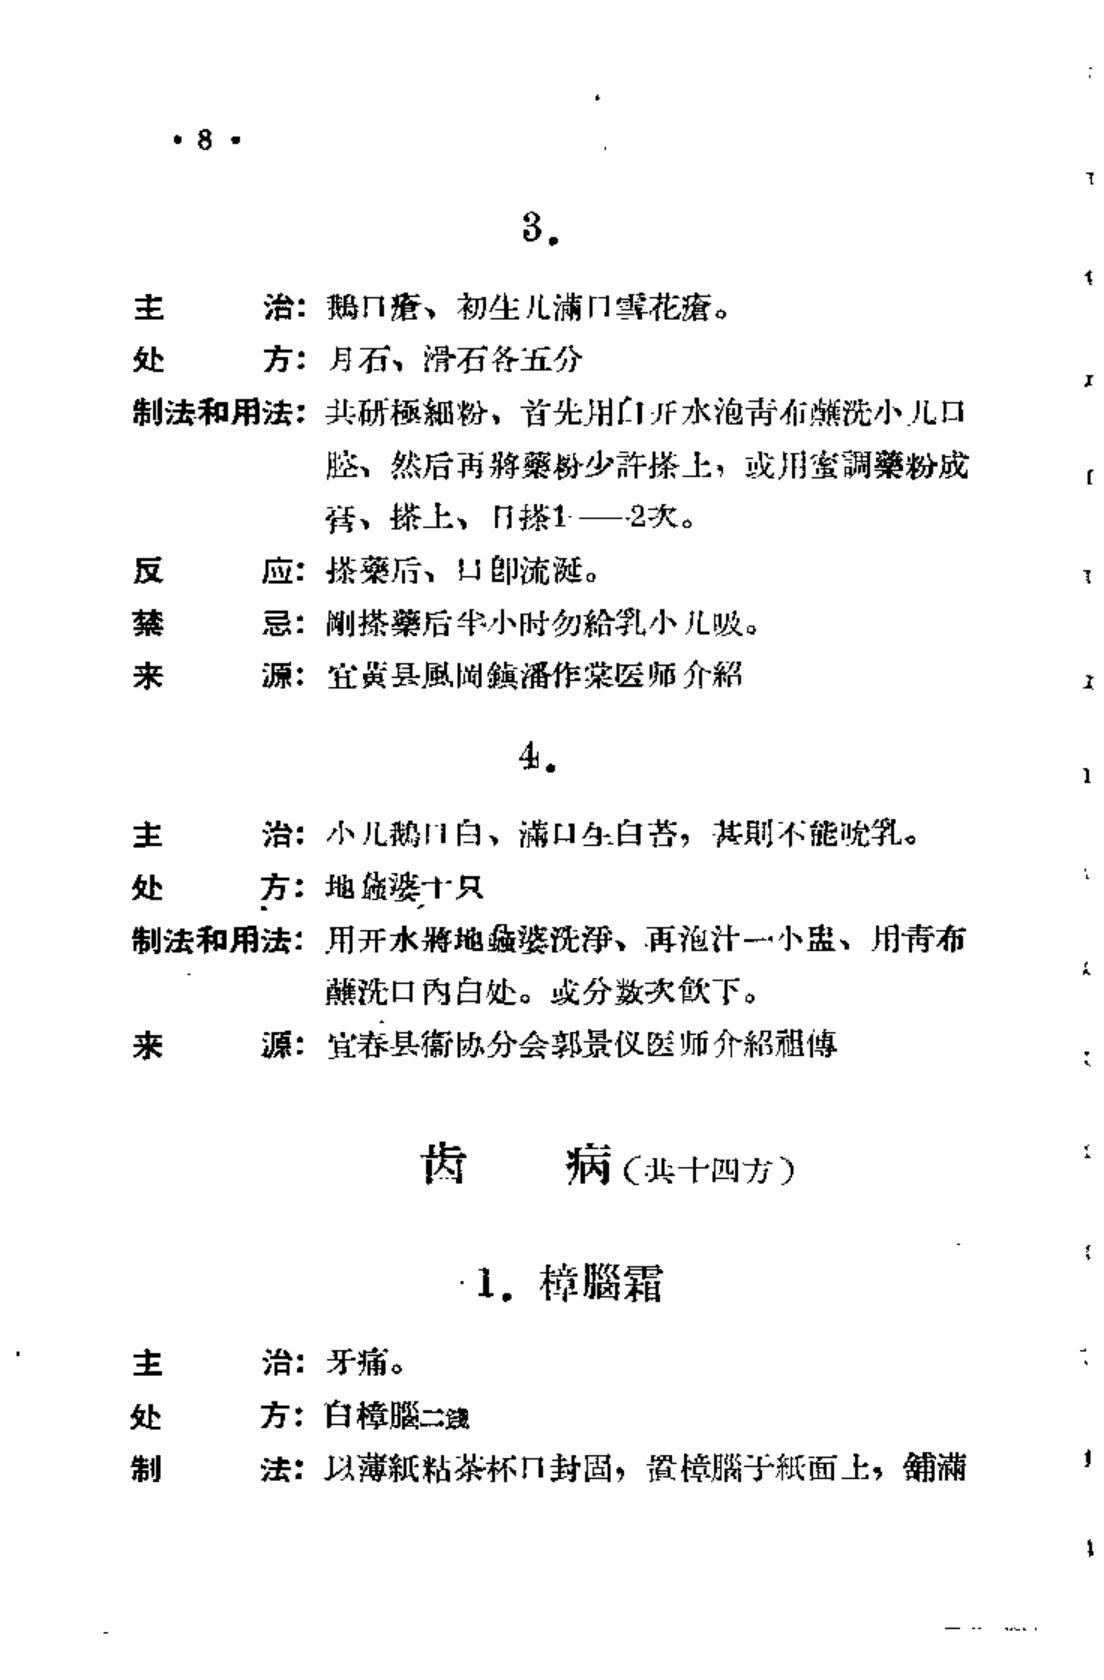 • 8 •
3.
主　　治：鵝口瘡、初生儿滿口雪花瘡。
处　　方：月石、滑石各五分
制法和用法：共研極細粉、首先用白开水泡青布蘸洗小儿口
腔、然后再將藥粉少許搽上，或用蜜調藥粉成
膏、搽上、日搽1——2次。
反　　应：搽藥后、口卽流涎。
禁　　忌：剛搽藥后半小时勿給乳小儿吸。
来　　源：宜黃县風岡鎮潘作棠医师介紹
4.
主　　治：小儿鵝口白、滿口生白苔，甚則不能吮乳。
处　　方：地蝨婆十只
制法和用法：用开水將地蝨婆洗淨、再泡汁一小盅、用青布
蘸洗口內白处。或分数次飲下。
来　　源：宜春县衞协分会郭景仪医师介紹祖傳
齿　病（共十四方）
1. 樟腦霜
主　　治：牙痛。
处　　方：白樟腦二錢
制　　法：以薄紙粘茶杯口封固，置樟腦于紙面上，鋪滿